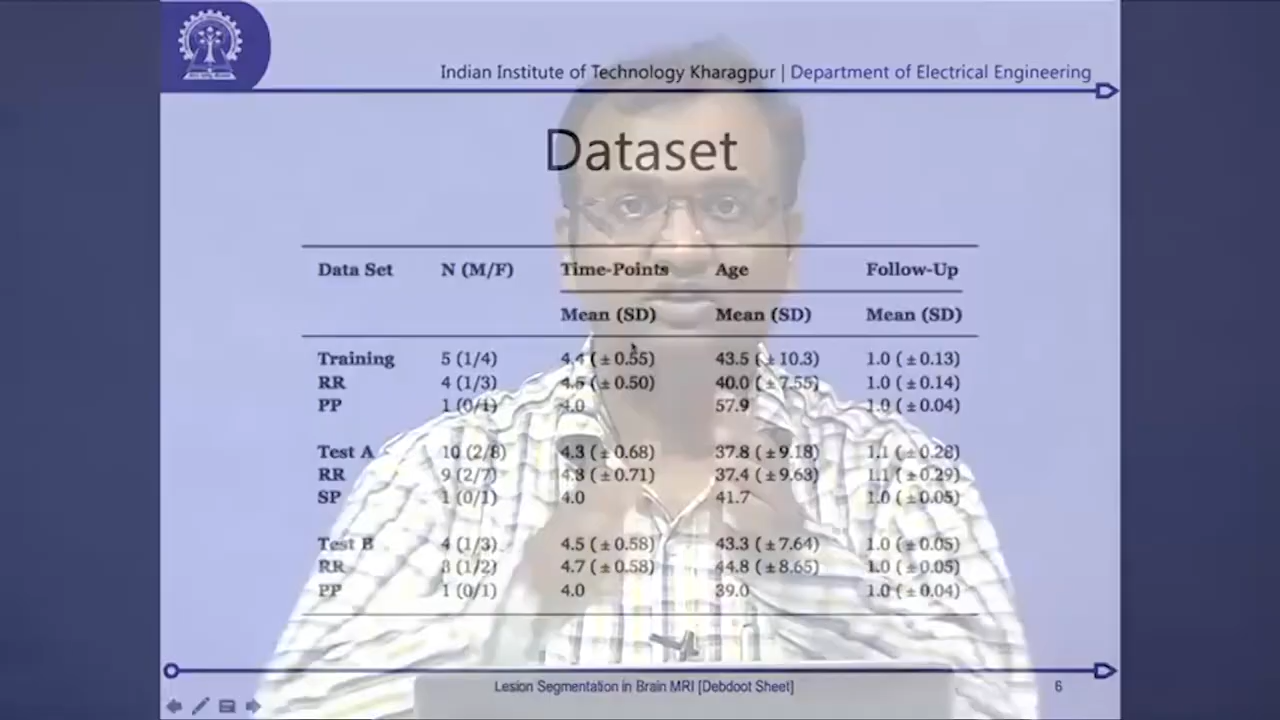 Indian Institute of Technology Kharagpur | Department of Electrical Engineering
Dataset
Data Set N (M/F) Time-Points Age Follow-Up
Mean (SD) Mean (SD) Mean (SD)
Training 5 (1/4) 4.4 (±0.55) 43.5 (±10.3) 1.0 (±0.13)
RR 4 (1/3) 4.5 (±0.50) 40.0 (±7.55) 1.0 (±0.14)
PP 1 (0/1) 4.0 57.9 1.0 (±0.04)
Test A 10 (2/8) 4.3 (±0.68) 37.8 (±9.18) 1.1 (±0.28)
RR 9 (2/7) 4.3 (±0.71) 37.4 (±9.63) 1.1 (±0.29)
SP 1 (0/1) 4.0 41.7 1.0 (±0.05)
Test B 4 (1/3) 4.5 (±0.58) 43.3 (±7.64) 1.0 (±0.05)
RR 3 (1/2) 4.7 (±0.58) 44.8 (±8.65) 1.0 (±0.05)
PP 1 (0/1) 4.0 39.0 1.0 (±0.04)
Lesion Segmentation in Brain MRI [Debdoot Sheet] 6